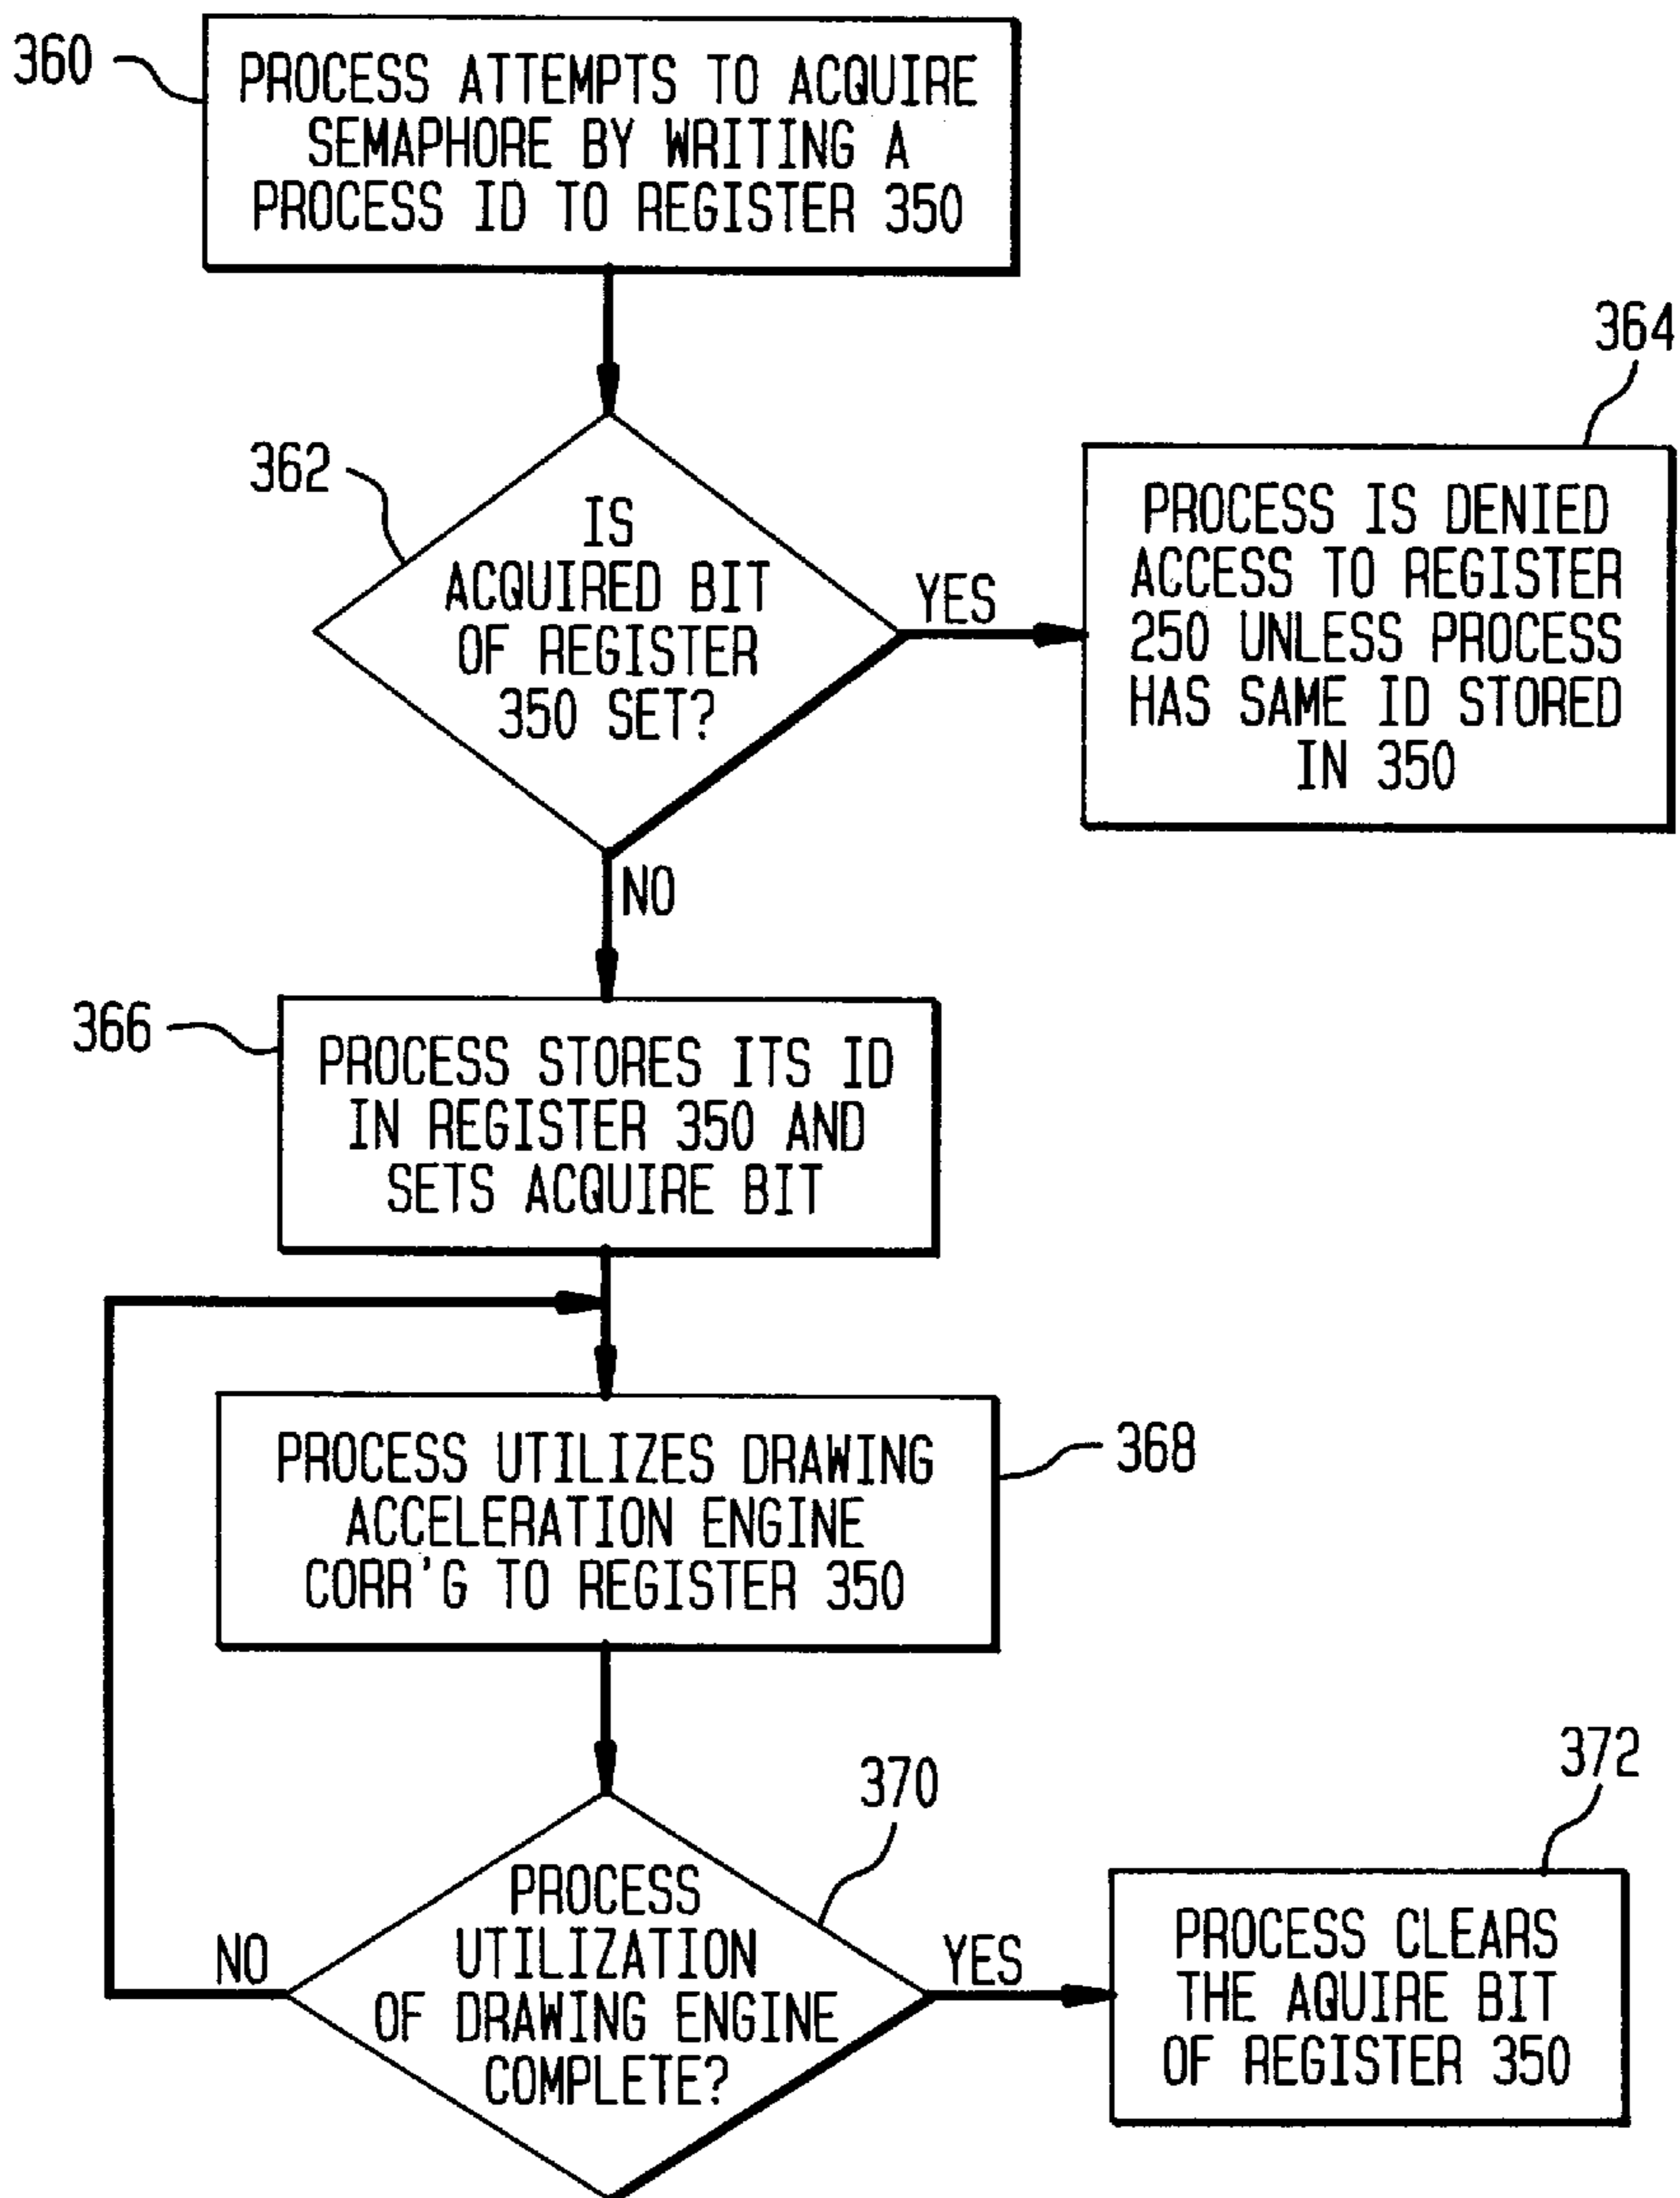 360
PROCESS ATTEMPTS TO ACQUIRE
SEMAPHORE BY WRITING A
PROCESS ID TO REGISTER 350
362
IS
ACQUIRED BIT
OF REGISTER
350 SET?
YES
364
PROCESS IS DENIED
ACCESS TO REGISTER
250 UNLESS PROCESS
HAS SAME ID STORED
IN 350
NO
366
PROCESS STORES ITS ID
IN REGISTER 350 AND
SETS ACQUIRE BIT
PROCESS UTILIZES DRAWING
ACCELERATION ENGINE
CORR'G TO REGISTER 350
368
370
PROCESS
UTILIZATION
OF DRAWING ENGINE
COMPLETE?
NO
YES
372
PROCESS CLEARS
THE AQUIRE BIT
OF REGISTER 350